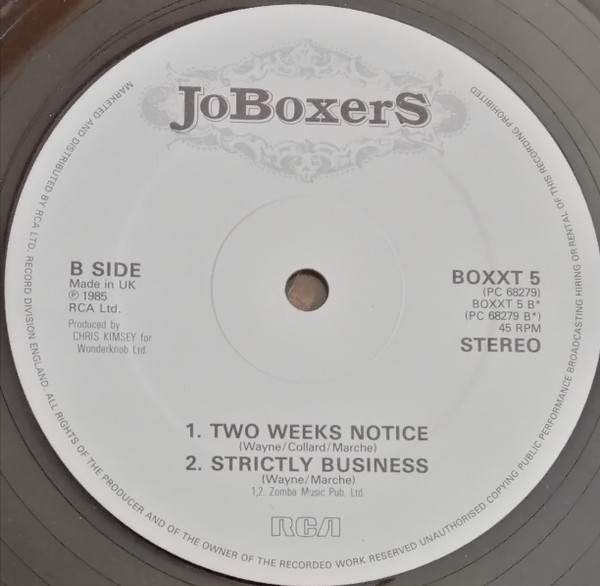 JoBoxerS
B SIDE
Made in UK
℗ 1985
RCA Ltd.
Produced by
CHRIS KIMSEY for
Wonderknob Ltd.
BOXXT 5
(PC 68279)
BOXXT 5 B*
(PC 68279 B*)
45 RPM
STEREO
1. TWO WEEKS NOTICE
(Wayne/Collard/Marche)
2. STRICTLY BUSINESS
(Wayne/Marche)
1,2. Zomba Music Pub. Ltd.
RCA
MARKETED AND DISTRIBUTED BY RCA LTD. RECORD DIVISION ENGLAND. ALL RIGHTS OF THE PRODUCER AND OF THE OWNER OF THE RECORDED WORK RESERVED UNAUTHORISED COPYING PUBLIC PERFORMANCE BROADCASTING HIRING OR RENTAL OF THIS RECORDING PROHIBITED